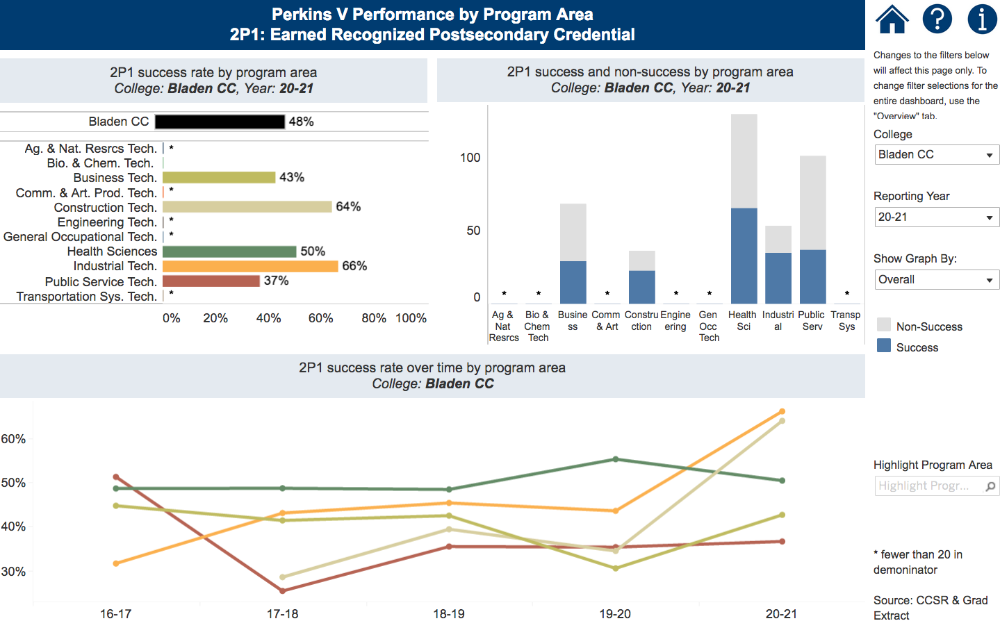 Perkins V Performance by Program Area
2P1: Earned Recognized Postsecondary Credential
2P1 success rate by program area
College: Bladen CC, Year: 20-21
Bladen CC 48%
Ag. & Nat. Resrcs Tech. *
Bio. & Chem. Tech.
Business Tech. 43%
Comm. & Art. Prod. Tech. *
Construction Tech. 64%
Engineering Tech. *
General Occupational Tech. *
Health Sciences 50%
Industrial Tech. 66%
Public Service Tech. 37%
Transportation Sys. Tech. *
0% 20% 40% 60% 80% 100%
2P1 success and non-success by program area
College: Bladen CC, Year: 20-21
100
50
0
* * * * * *
Ag & Bio & Busine Comm Constru Engine Gen Health Industri Public Transp
Nat Chem ss & Art ction ering Occ Sci al Serv Sys
Resrcs Tech Tech
2P1 success rate over time by program area
College: Bladen CC
60%
50%
40%
30%
16-17 17-18 18-19 19-20 20-21
Changes to the filters below
will affect this page only. To
change filter selections for the
entire dashboard, use the
"Overview" tab.
College
Bladen CC
Reporting Year
20-21
Show Graph By:
Overall
Non-Success
Success
Highlight Program Area
Highlight Progr...
* fewer than 20 in
demoninator
Source: CCSR & Grad
Extract